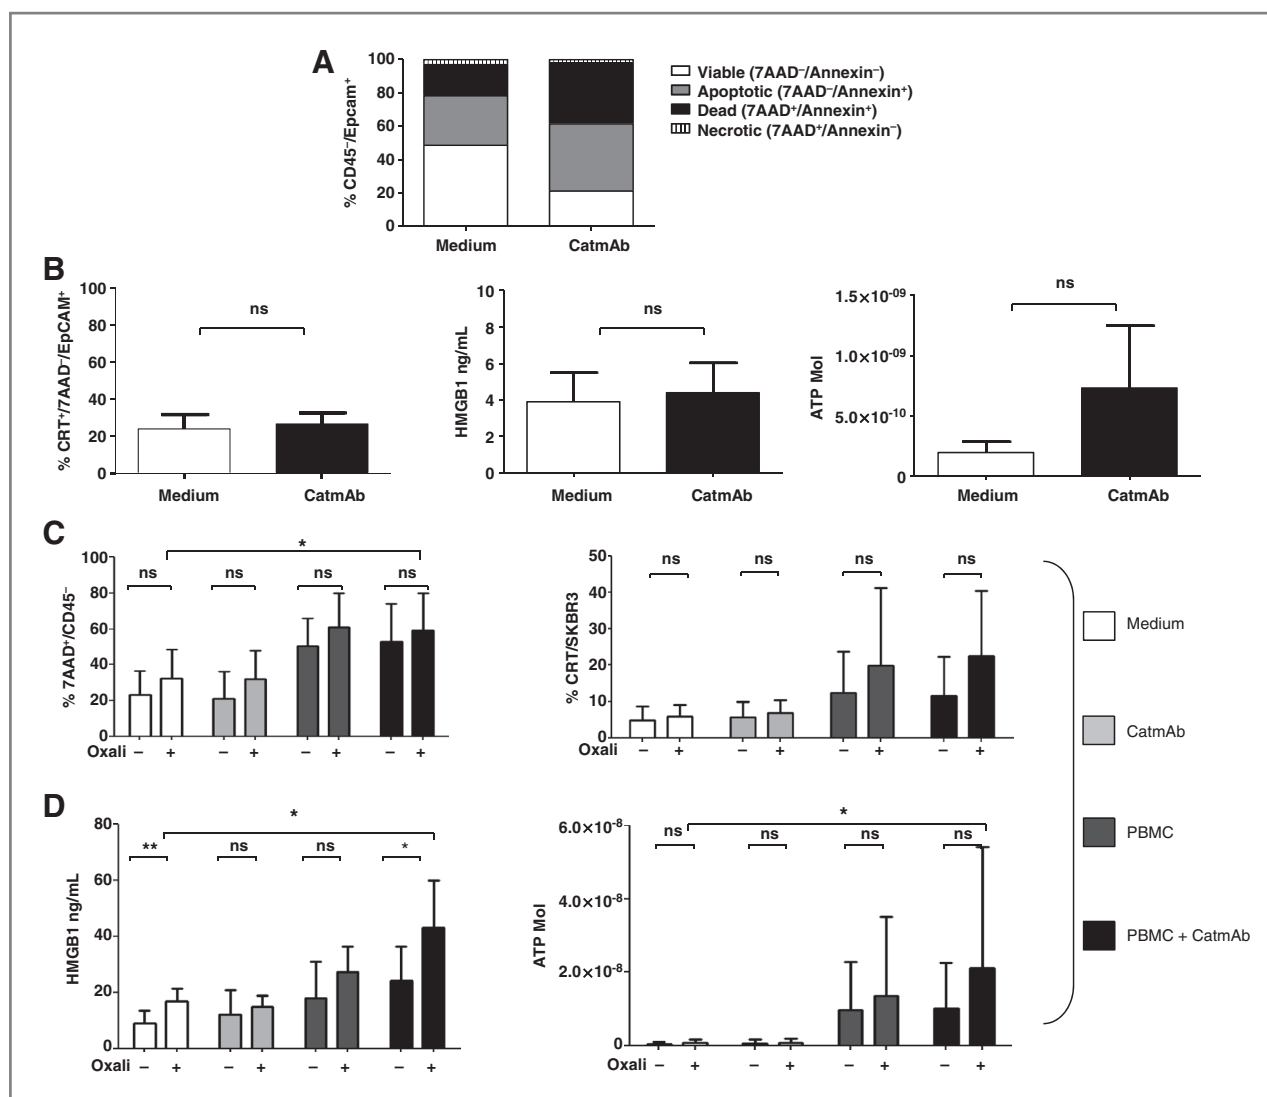 A
% CD45⁻/Epcam⁺
100
80
60
40
20
0
Medium
CatmAb
Viable (7AAD⁻/Annexin⁻)
Apoptotic (7AAD⁻/Annexin⁺)
Dead (7AAD⁺/Annexin⁺)
Necrotic (7AAD⁺/Annexin⁻)
B
% CRT⁺/7AAD⁻/EpCAM⁺
100
80
60
40
20
0
ns
Medium
CatmAb
HMGB1 ng/mL
10
8
6
4
2
0
ns
Medium
CatmAb
ATP Mol
1.5×10⁻⁰⁹
1.0×10⁻⁰⁹
5.0×10⁻¹⁰
0
ns
Medium
CatmAb
C
% 7AAD⁺/CD45⁻
100
80
60
40
20
0
*
ns ns ns ns
Oxali – + – + – + – +
% CRT/SKBR3
50
40
30
20
10
0
ns ns ns ns
Oxali – + – + – + – +
Medium
CatmAb
PBMC
PBMC + CatmAb
D
HMGB1 ng/mL
80
60
40
20
0
*
** ns ns *
Oxali – + – + – + – +
ATP Mol
6.0×10⁻⁸
4.0×10⁻⁸
2.0×10⁻⁸
0
*
ns ns ns ns
Oxali – + – + – + – +